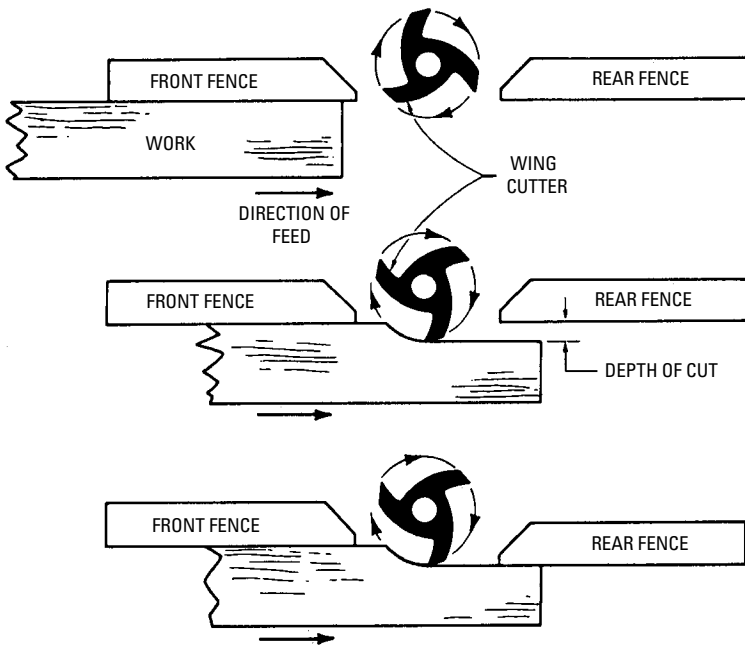 FRONT FENCE
REAR FENCE
WORK
WING
CUTTER
DIRECTION OF
FEED
FRONT FENCE
REAR FENCE
DEPTH OF CUT
FRONT FENCE
REAR FENCE